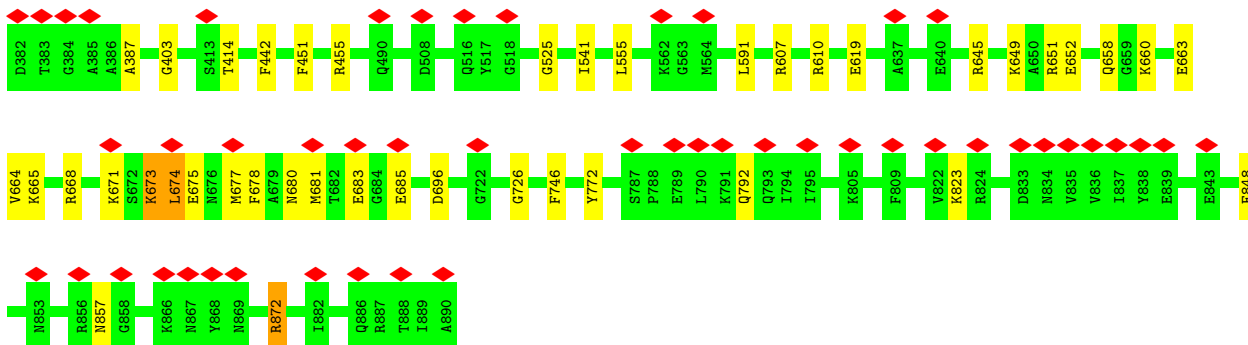 D382 T383 G384 A385 A386 A387 G403 S413 T414 F442 F451 R455 Q490 D508 Q516 Y517 G518 G525 I541 L555 K562 G563 M564 L591 R607 R610 E619 A637 E640 R645 K649 A650 R651 E652 Q658 G659 K660 E663
V664 K665 R668 K671 S672 K673 L674 E675 N676 M677 F678 A679 N680 M681 T682 E683 G684 E685 D696 G722 G726 F746 Y772 S787 P788 E789 L790 K791 Q792 Q793 I794 I795 K805 F809 V822 K823 R824 D833 N834 V835 V836 I837 Y838 E839 E843
N853 R856 N857 G858 K866 N867 Y868 N869 R872 I882 Q886 R887 T888 I889 A890